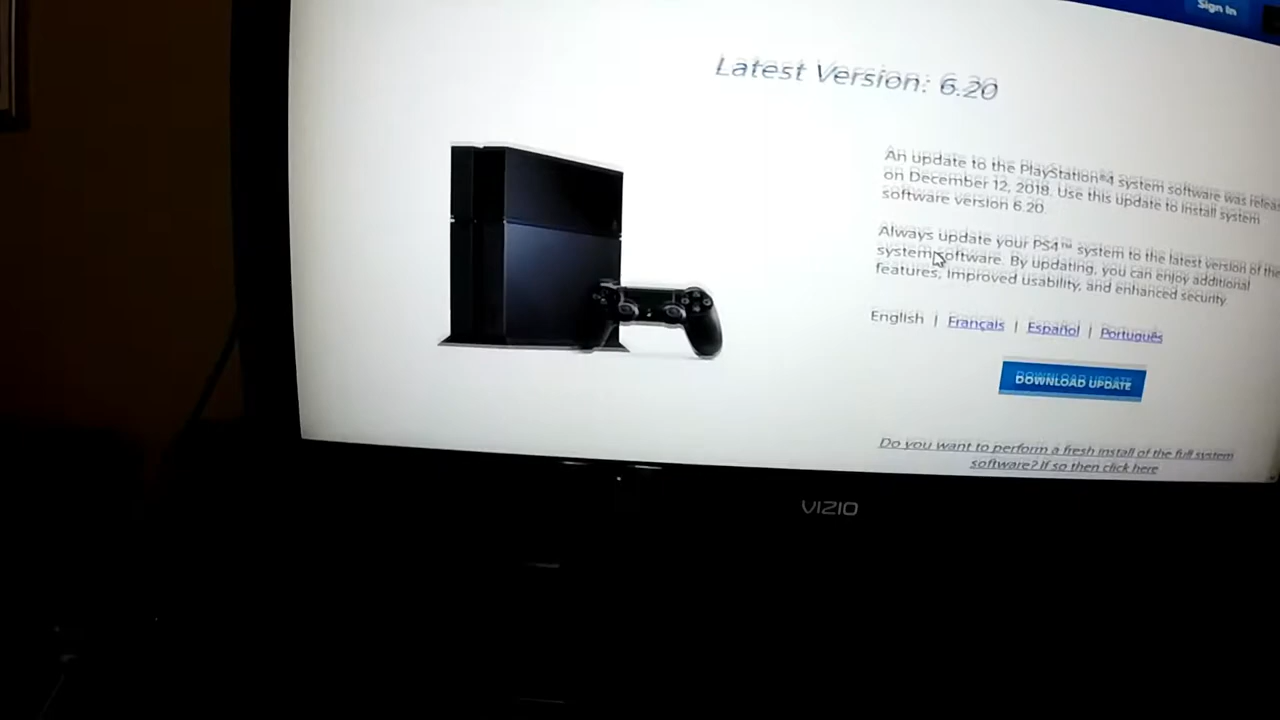 Sign In
Latest Version: 6.20
An update to the PlayStation®4 system software was
on December 12, 2018. Use this update to install system
software version 6.20
Always update your PS4™ system to the latest version of the
system software. By updating, you can enjoy additional
features, improved usability, and enhanced security
English | Français | Español | Português
DOWNLOAD UPDATE
Do you want to perform a fresh install of the full system
software? If so then click here
VIZIO